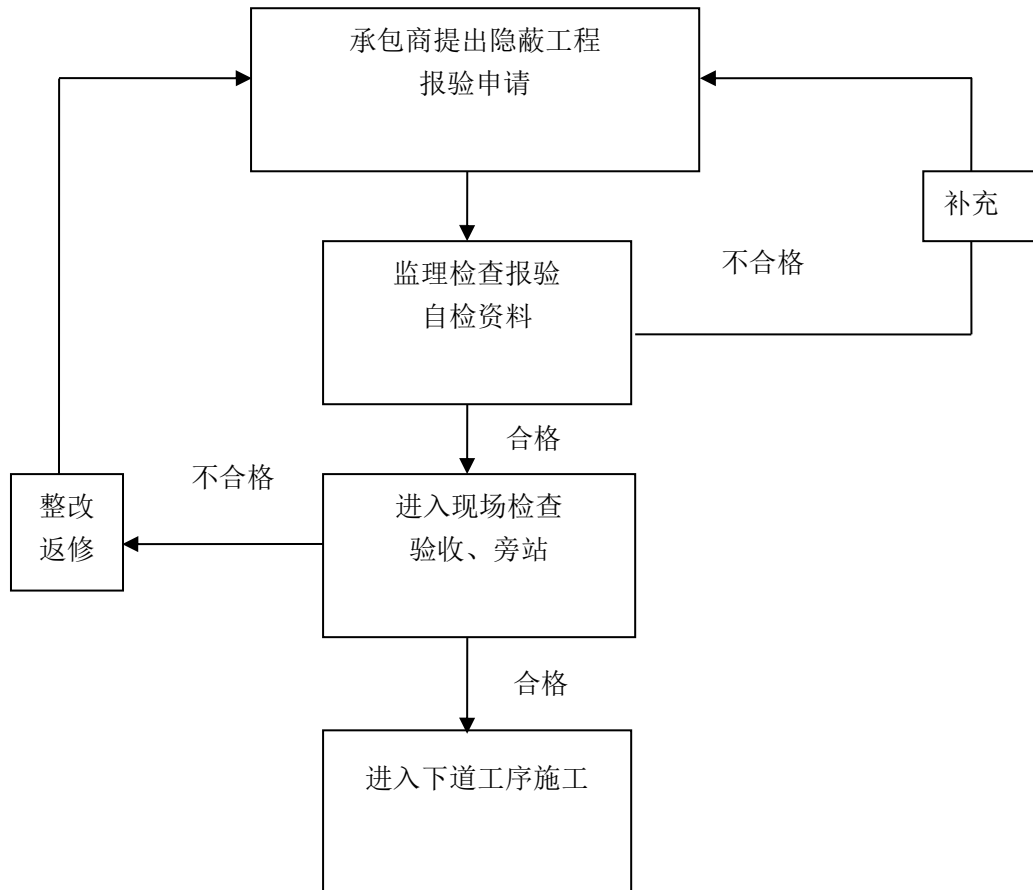 承包商提出隐蔽工程
报验申请
补充
监理检查报验
自检资料
不合格
合格
不合格
整改
返修
进入现场检查
验收、旁站
合格
进入下道工序施工